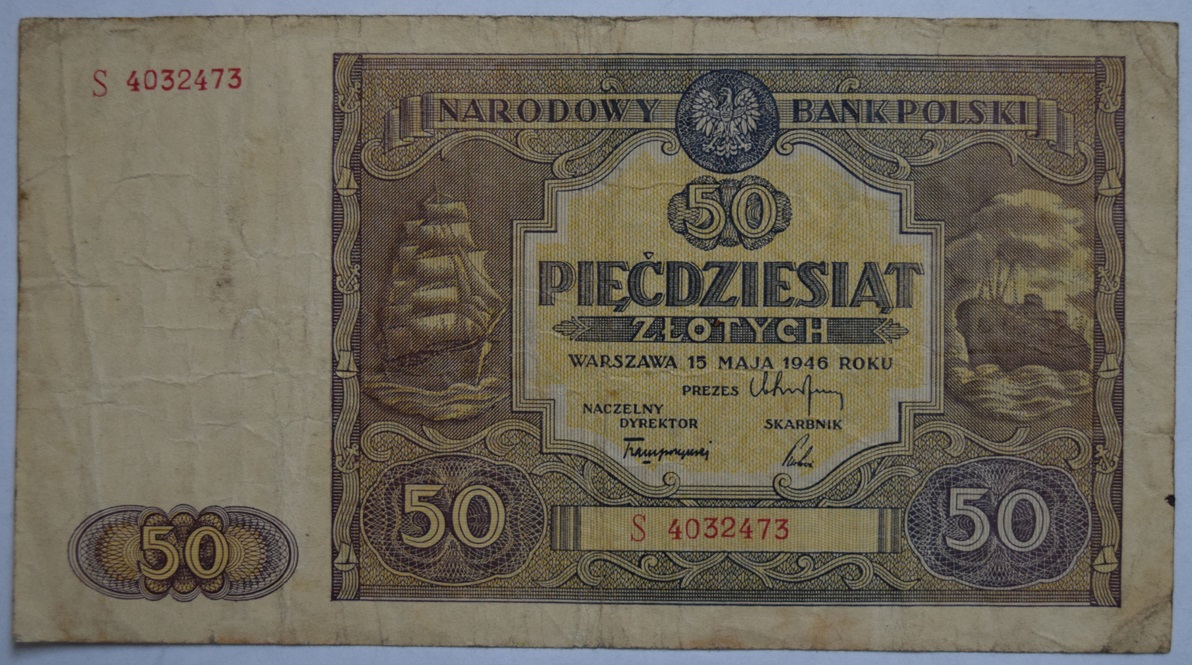 S 4032473
NARODOWY BANK POLSKI
50
PIĘĆDZIESIĄT
ZŁOTYCH
WARSZAWA 15 MAJA 1946 ROKU
PREZES
NACZELNY
DYREKTOR
SKARBNIK
50
50
S 4032473
50